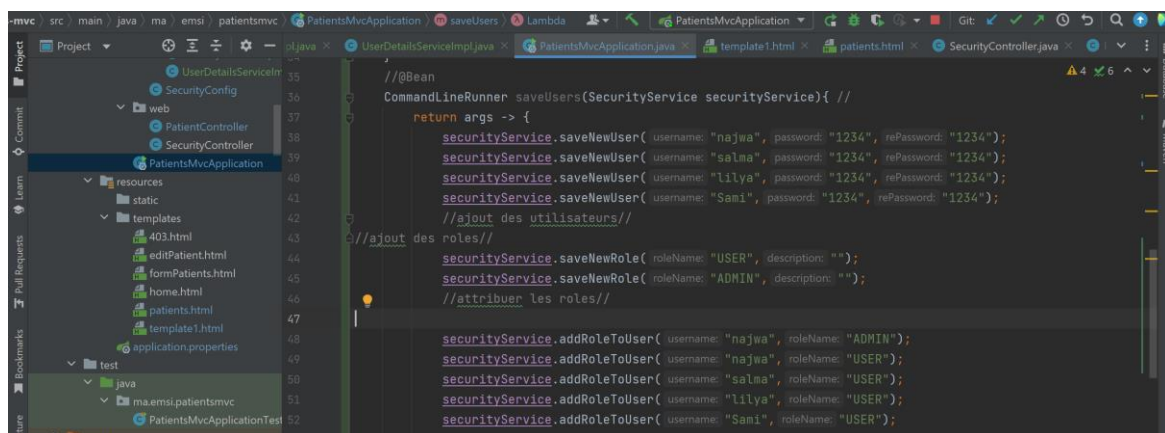 -mvc src main java ma emsi patientsmvc PatientsMvcApplication saveUsers Lambda PatientsMvcApplication Git:
Project
pl.java UserDetailsServiceImpl.java PatientsMvcApplication.java template1.html patients.html SecurityController.java
Project
Commit
Learn
Pull Requests
Bookmarks
UserDetailsServiceIm
SecurityConfig
web
PatientController
SecurityController
PatientsMvcApplication
resources
static
templates
403.html
editPatient.html
formPatients.html
home.html
patients.html
template1.html
application.properties
test
java
ma.emsi.patientsmvc
PatientsMvcApplicationTest
4 6
34 }
35 //@Bean
36 CommandLineRunner saveUsers(SecurityService securityService){ //
37 return args -> {
38 securityService.saveNewUser( username: "najwa", password: "1234", rePassword: "1234");
39 securityService.saveNewUser( username: "salma", password: "1234", rePassword: "1234");
40 securityService.saveNewUser( username: "lilya", password: "1234", rePassword: "1234");
41 securityService.saveNewUser( username: "Sami", password: "1234", rePassword: "1234");
42 //ajout des utilisateurs//
43 //ajout des roles//
44 securityService.saveNewRole( roleName: "USER", description: "");
45 securityService.saveNewRole( roleName: "ADMIN", description: "");
46 //attribuer les roles//
47
48 securityService.addRoleToUser( username: "najwa", roleName: "ADMIN");
49 securityService.addRoleToUser( username: "najwa", roleName: "USER");
50 securityService.addRoleToUser( username: "salma", roleName: "USER");
51 securityService.addRoleToUser( username: "lilya", roleName: "USER");
52 securityService.addRoleToUser( username: "Sami", roleName: "USER");